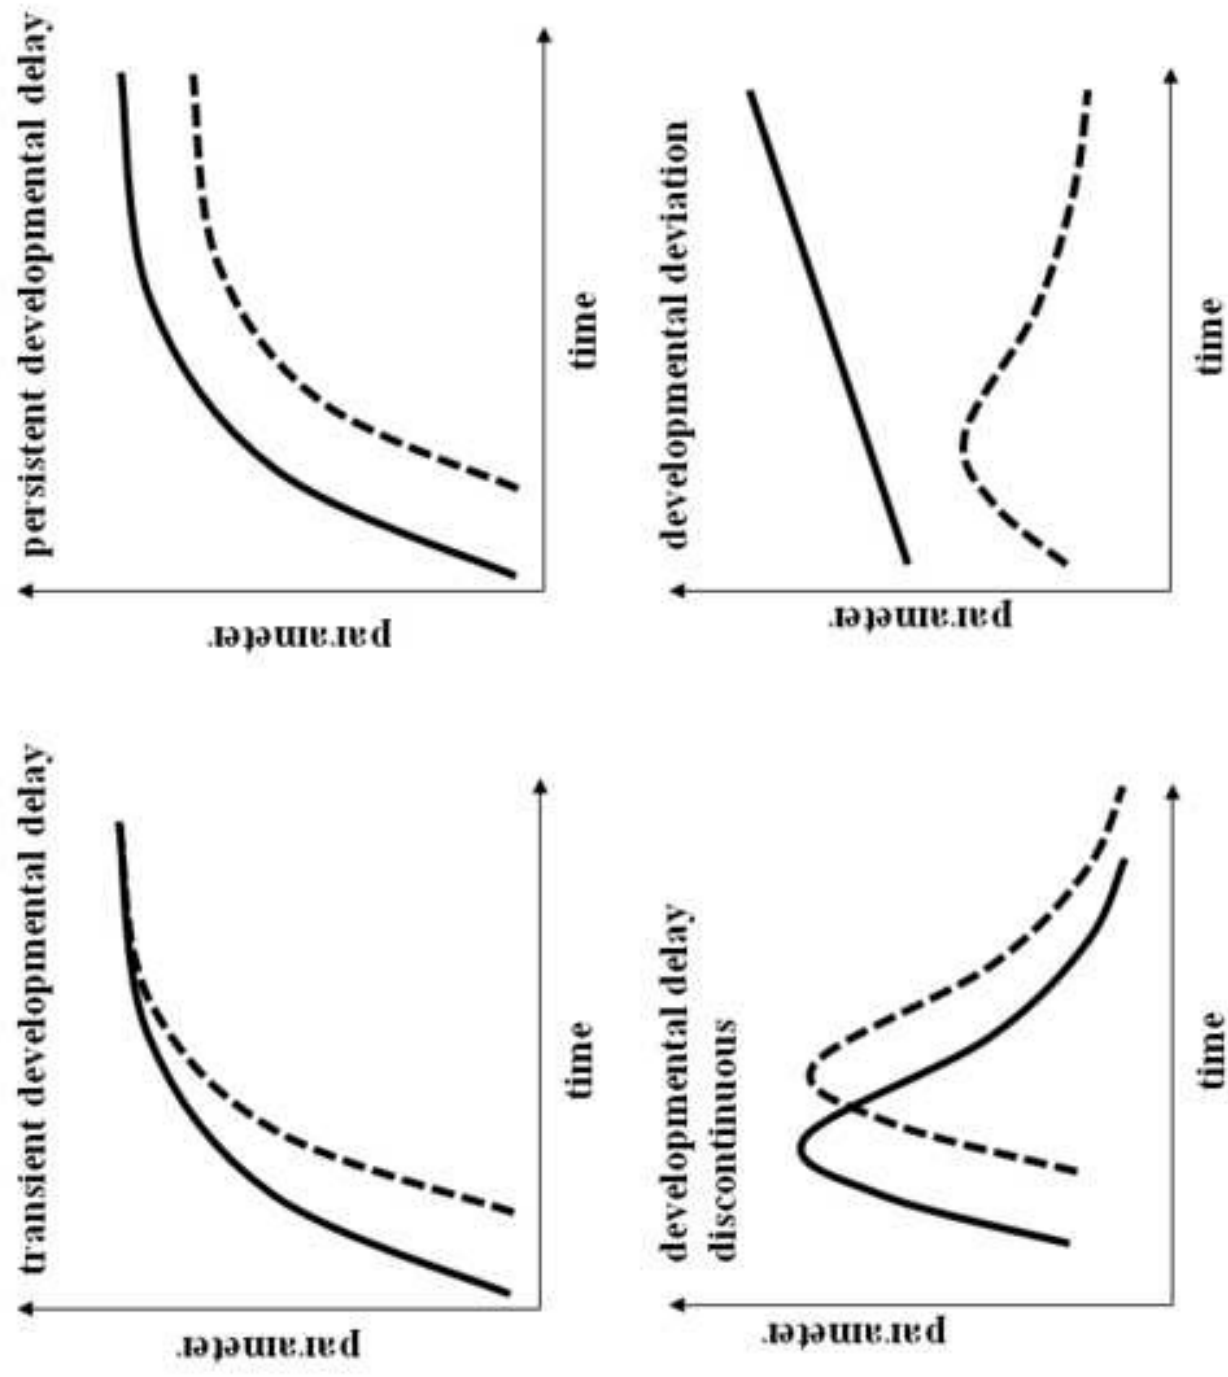 transient developmental delay
parameter
time
persistent developmental delay
parameter
time
developmental delay
discontinuous
parameter
time
developmental deviation
parameter
time